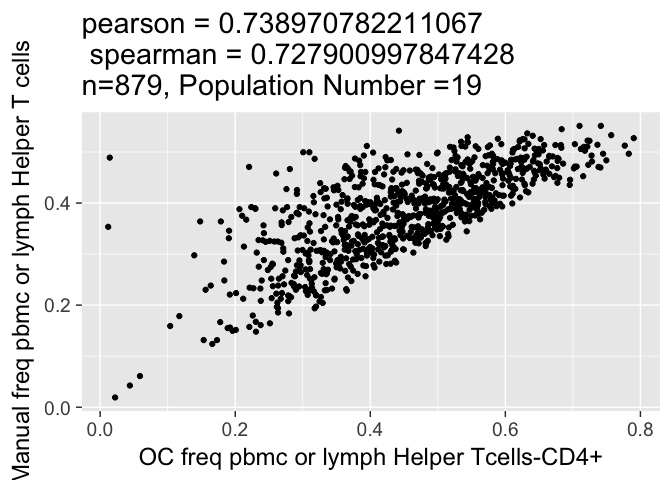 pearson = 0.738970782211067
spearman = 0.727900997847428
n=879, Population Number =19
Manual freq pbmc or lymph Helper T cells
0.4
0.2
0.0
0.0 0.2 0.4 0.6 0.8
OC freq pbmc or lymph Helper Tcells-CD4+